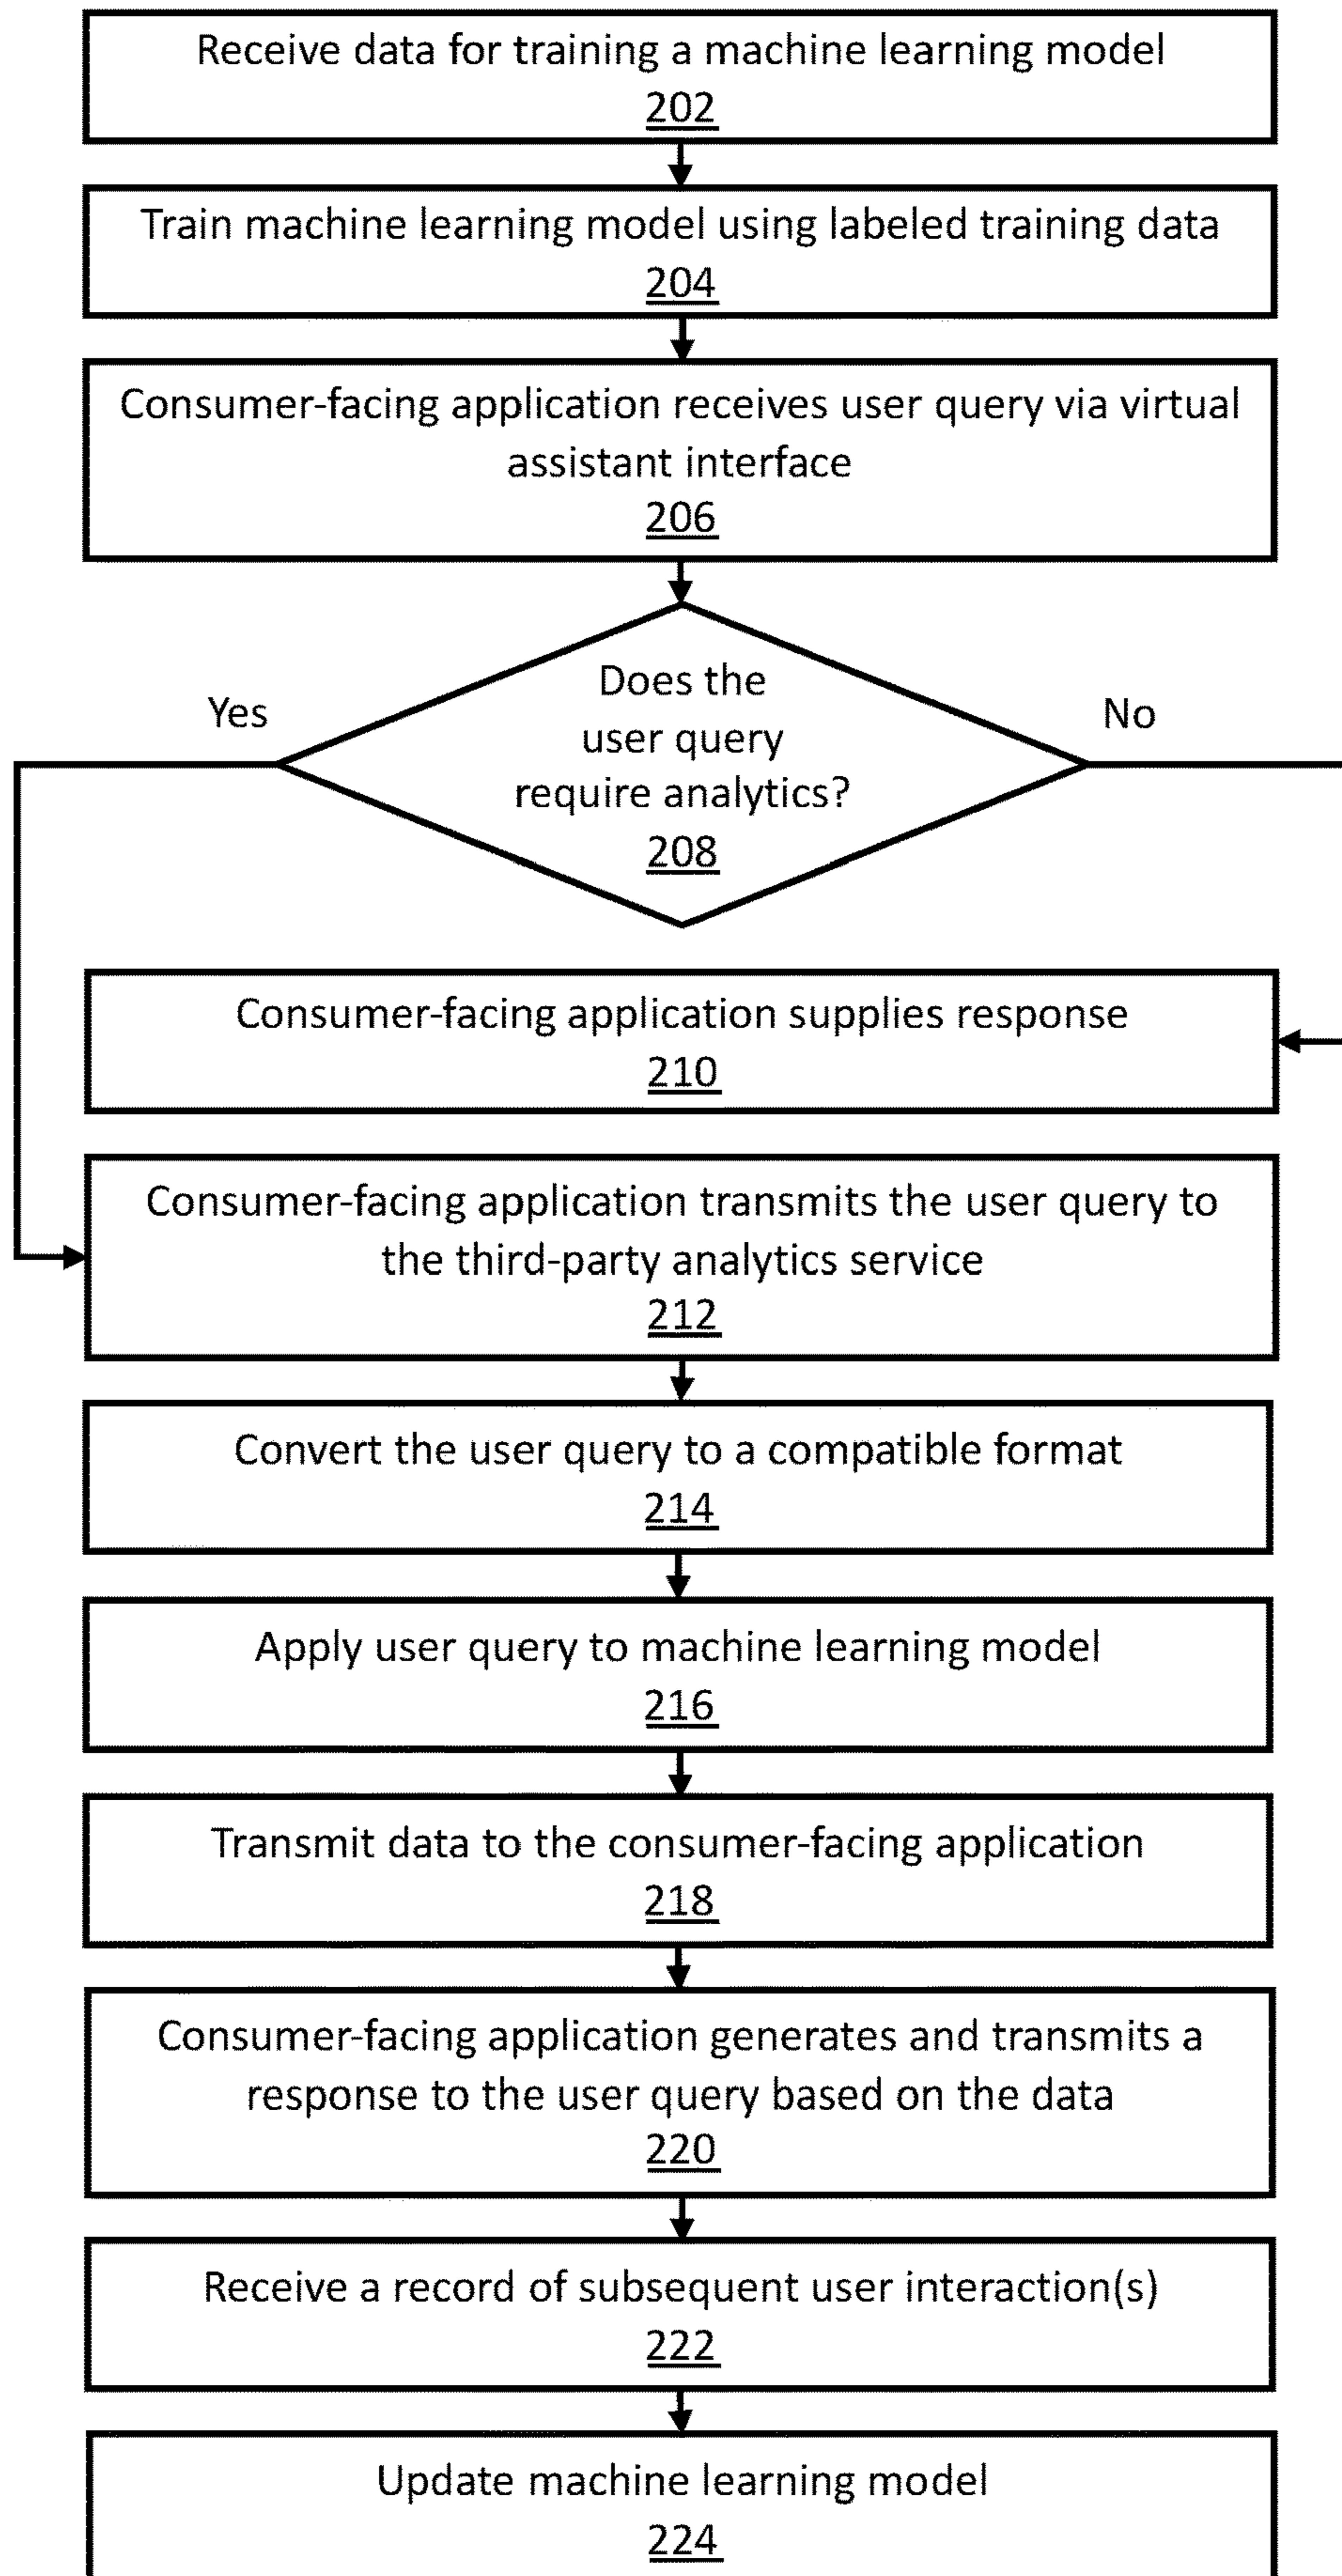 Receive data for training a machine learning model
202
Train machine learning model using labeled training data
204
Consumer-facing application receives user query via virtual
assistant interface
206
Does the
user query
require analytics?
208
Yes
No
Consumer-facing application supplies response
210
Consumer-facing application transmits the user query to
the third-party analytics service
212
Convert the user query to a compatible format
214
Apply user query to machine learning model
216
Transmit data to the consumer-facing application
218
Consumer-facing application generates and transmits a
response to the user query based on the data
220
Receive a record of subsequent user interaction(s)
222
Update machine learning model
224